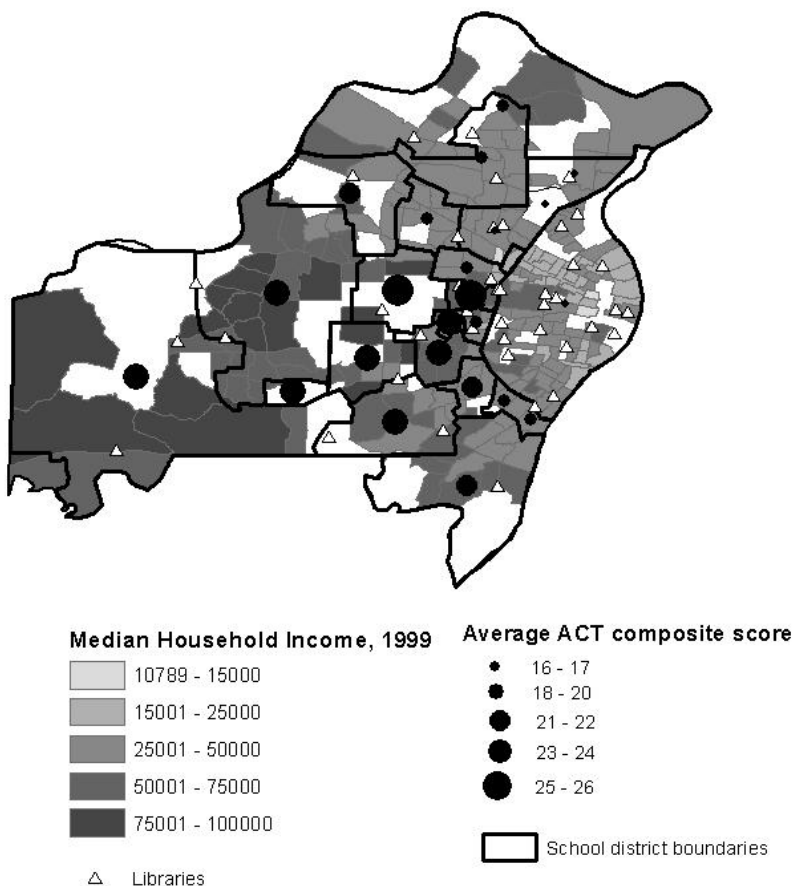 Median Household Income, 1999
10789 - 15000
15001 - 25000
25001 - 50000
50001 - 75000
75001 - 100000
Libraries
Average ACT composite score
16 - 17
18 - 20
21 - 22
23 - 24
25 - 26
School district boundaries